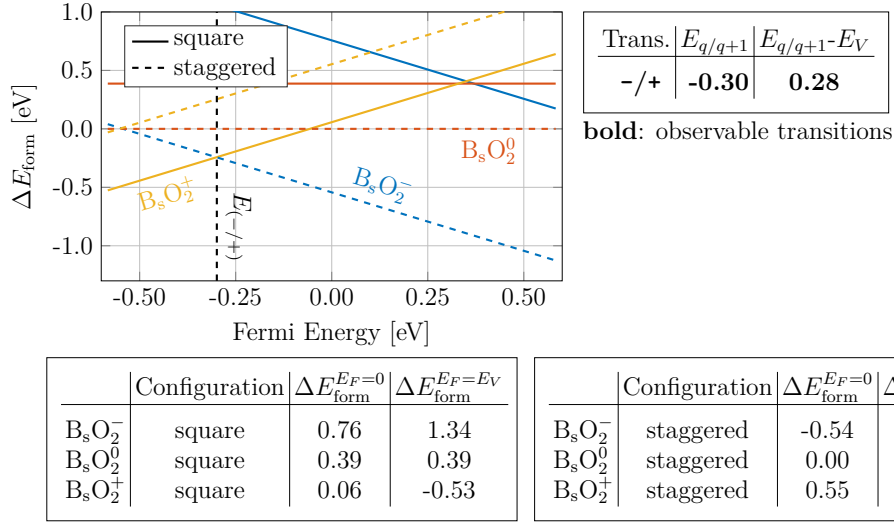 1.0
0.5
0.0
-0.5
-1.0
ΔE_form [eV]
square
staggered
B_sO_2^0
B_sO_2^-
B_sO_2^+
E_(−/+)
-0.50 -0.25 0.00 0.25 0.50
Fermi Energy [eV]
Trans. E_q/q+1 E_q/q+1-E_V
−/+ -0.30 0.28
bold: observable transitions
Configuration ΔE_form^{E_F=0} ΔE_form^{E_F=E_V}
B_sO_2^- square 0.76 1.34
B_sO_2^0 square 0.39 0.39
B_sO_2^+ square 0.06 -0.53
Configuration ΔE_form^{E_F=0}
B_sO_2^- staggered -0.54
B_sO_2^0 staggered 0.00
B_sO_2^+ staggered 0.55